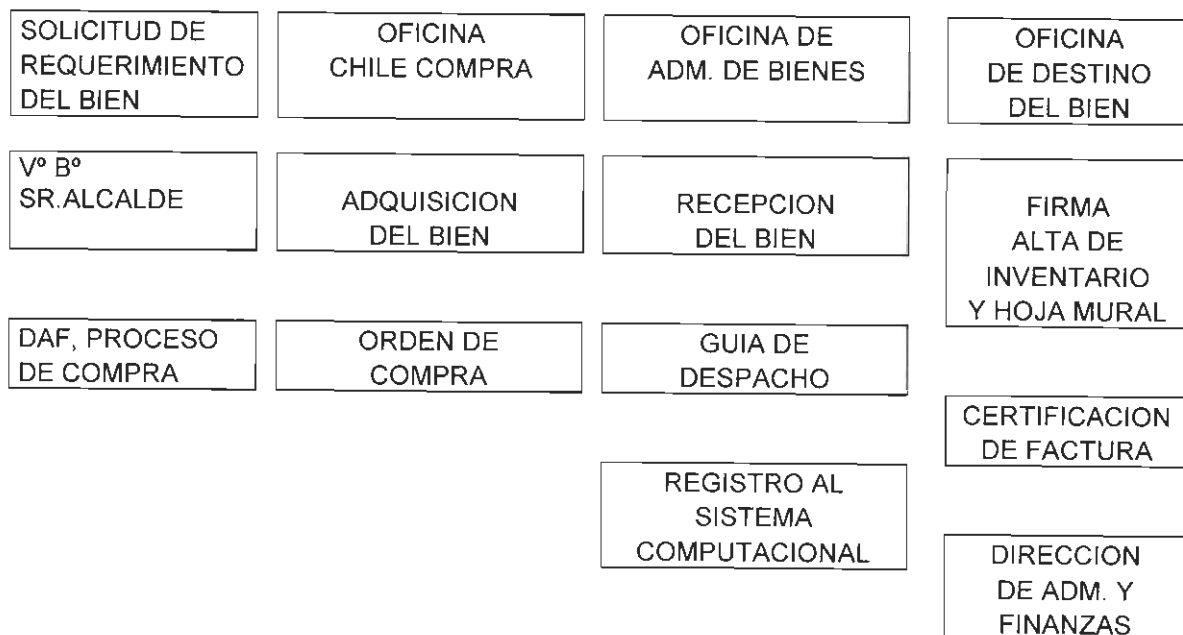 SOLICITUD DE
REQUERIMIENTO
DEL BIEN
Vº Bº
SR.ALCALDE
DAF, PROCESO
DE COMPRA
OFICINA
CHILE COMPRA
ADQUISICION
DEL BIEN
ORDEN DE
COMPRA
OFICINA DE
ADM. DE BIENES
RECEPCION
DEL BIEN
GUIA DE
DESPACHO
REGISTRO AL
SISTEMA
COMPUTACIONAL
OFICINA
DE DESTINO
DEL BIEN
FIRMA
ALTA DE
INVENTARIO
Y HOJA MURAL
CERTIFICACION
DE FACTURA
DIRECCION
DE ADM. Y
FINANZAS